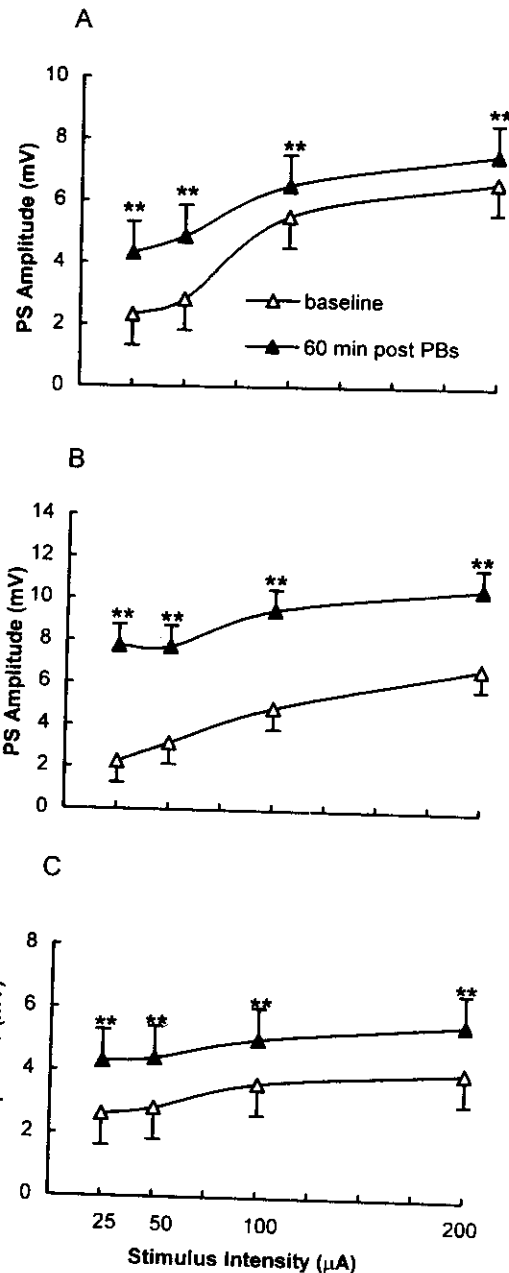 A
10
8
6
4
2
0
PS Amplitude (mV)
** ** ** **
baseline
60 min post PBs
B
14
12
10
8
6
4
2
0
PS Amplitude (mV)
** ** ** **
C
8
6
4
2
0
** ** ** **
25 50 100 200
Stimulus Intensity (μA)